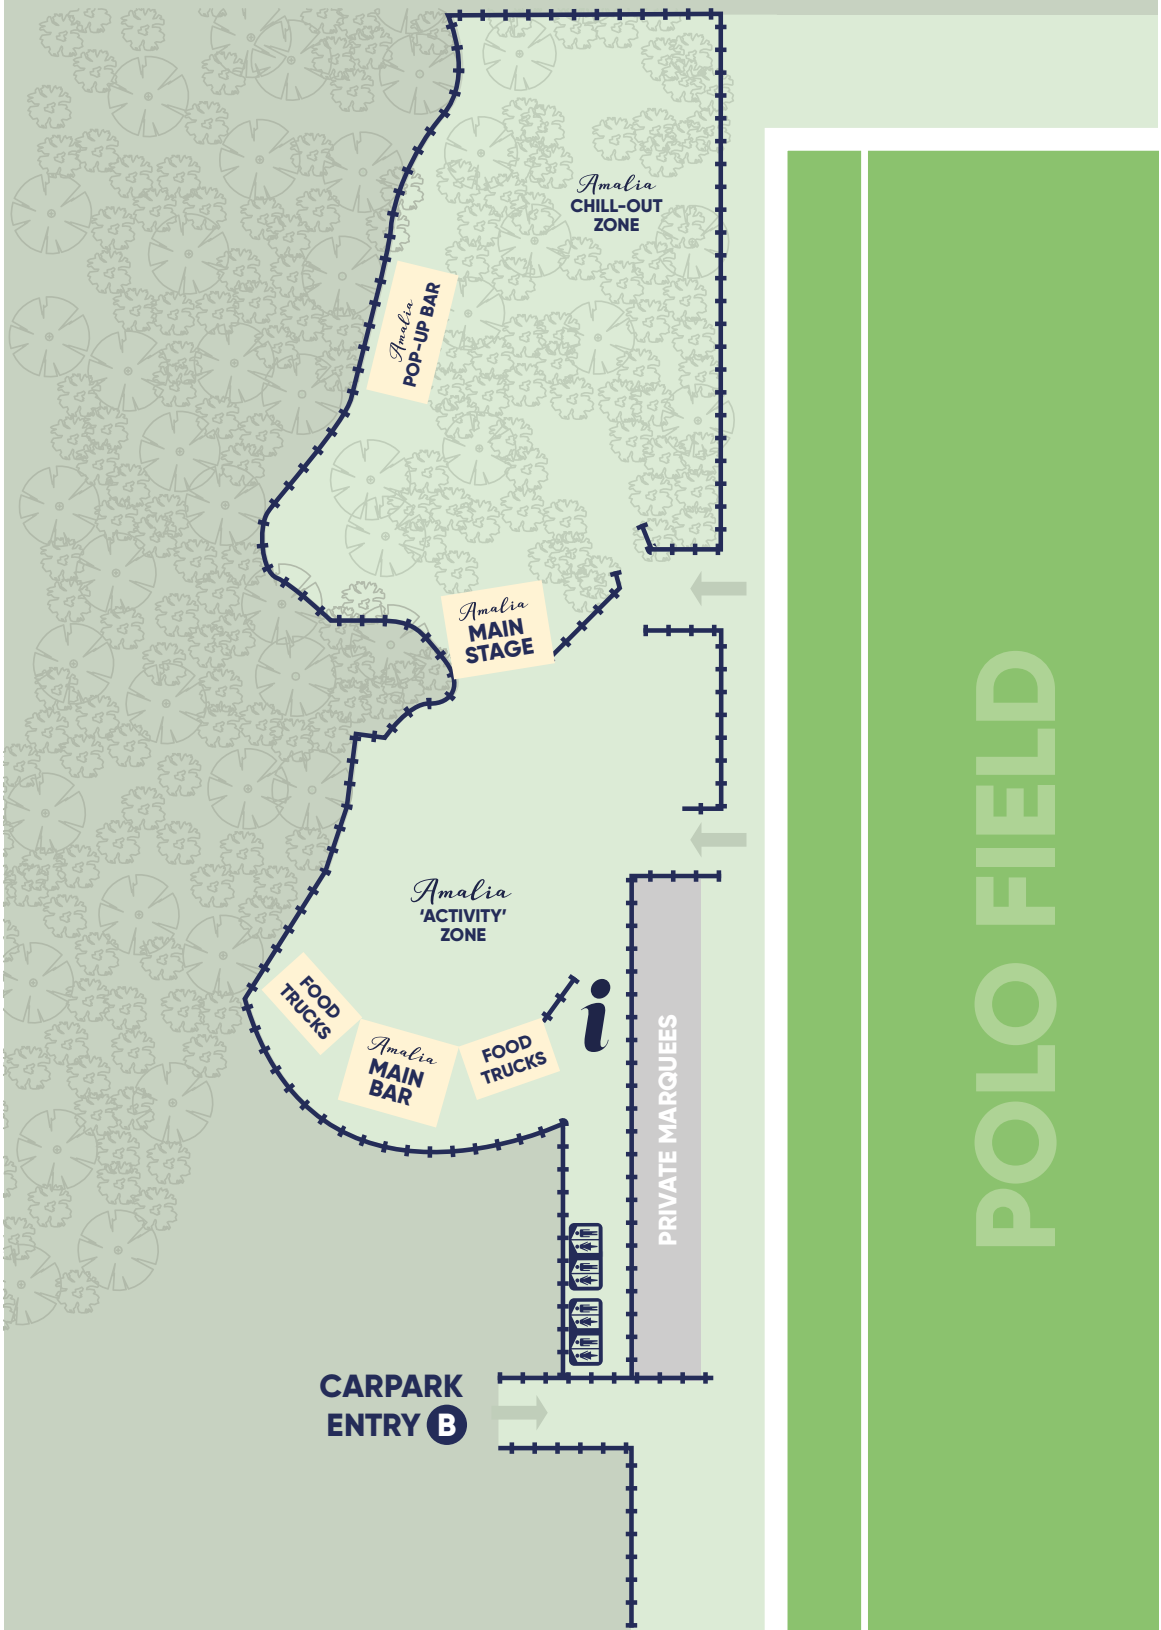 Amalia
CHILL-OUT
ZONE
Amalia
POP-UP BAR
Amalia
MAIN
STAGE
POLO FIELD
Amalia
‘ACTIVITY’
ZONE
FOOD
TRUCKS
Amalia
MAIN
BAR
FOOD
TRUCKS
i
PRIVATE MARQUEES
CARPARK
ENTRY B